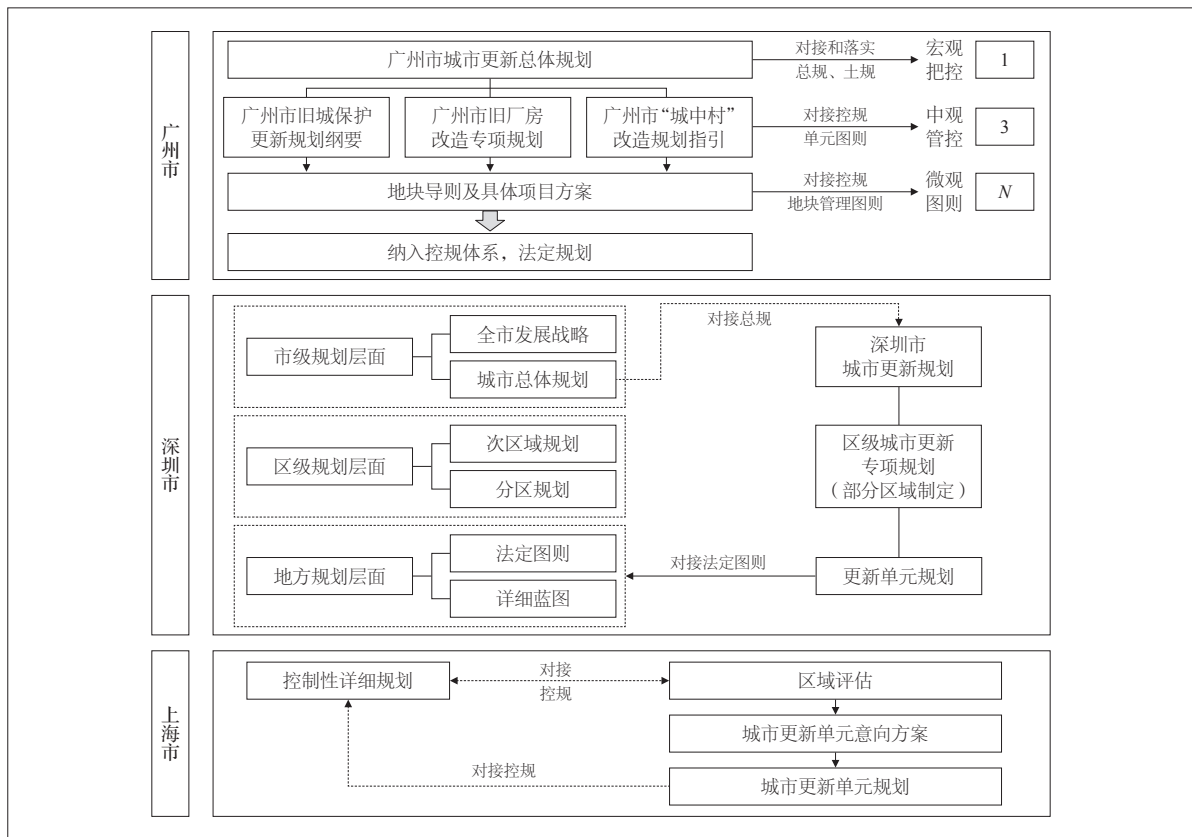 广州市
广州市城市更新总体规划
对接和落实
总规、土规
宏观
把控
1
广州市旧城保护
更新规划纲要
广州市旧厂房
改造专项规划
广州市“城中村”
改造规划指引
对接控规
单元图则
中观
管控
3
地块导则及具体项目方案
对接控规
地块管理图则
微观
图则
N
纳入控规体系，法定规划
深圳市
市级规划层面
全市发展战略
城市总体规划
对接总规
深圳市
城市更新规划
区级规划层面
次区域规划
分区规划
区级城市更新
专项规划
（部分区域制定）
地方规划层面
法定图则
详细蓝图
对接法定图则
更新单元规划
上海市
控制性详细规划
对接
控规
区域评估
城市更新单元意向方案
对接控规
城市更新单元规划